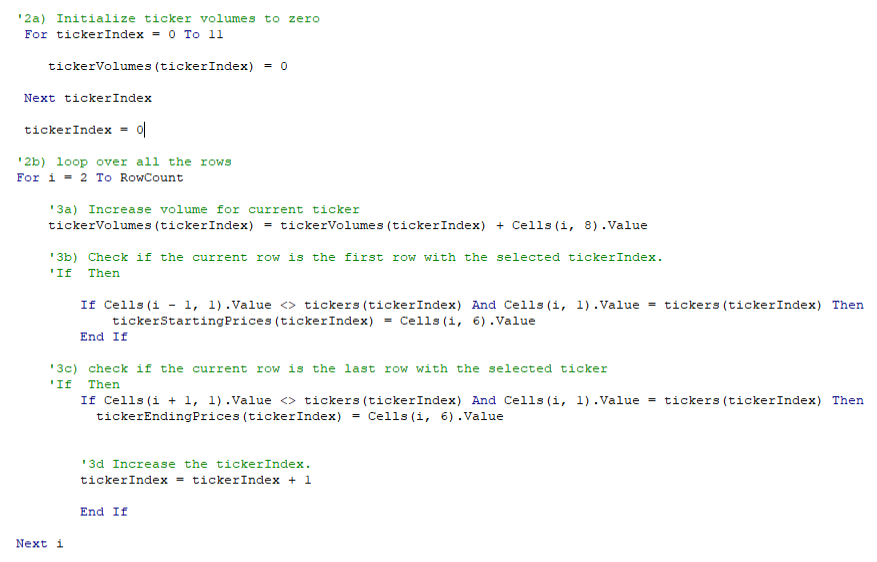 '2a) Initialize ticker volumes to zero
For tickerIndex = 0 To 11
tickerVolumes(tickerIndex) = 0
Next tickerIndex
tickerIndex = 0
'2b) loop over all the rows
For i = 2 To RowCount
'3a) Increase volume for current ticker
tickerVolumes(tickerIndex) = tickerVolumes(tickerIndex) + Cells(i, 8).Value
'3b) Check if the current row is the first row with the selected tickerIndex.
'If  Then
If Cells(i - 1, 1).Value <> tickers(tickerIndex) And Cells(i, 1).Value = tickers(tickerIndex) Then
tickerStartingPrices(tickerIndex) = Cells(i, 6).Value
End If
'3c) check if the current row is the last row with the selected ticker
'If  Then
If Cells(i + 1, 1).Value <> tickers(tickerIndex) And Cells(i, 1).Value = tickers(tickerIndex) Then
tickerEndingPrices(tickerIndex) = Cells(i, 6).Value
'3d Increase the tickerIndex.
tickerIndex = tickerIndex + 1
End If
Next i